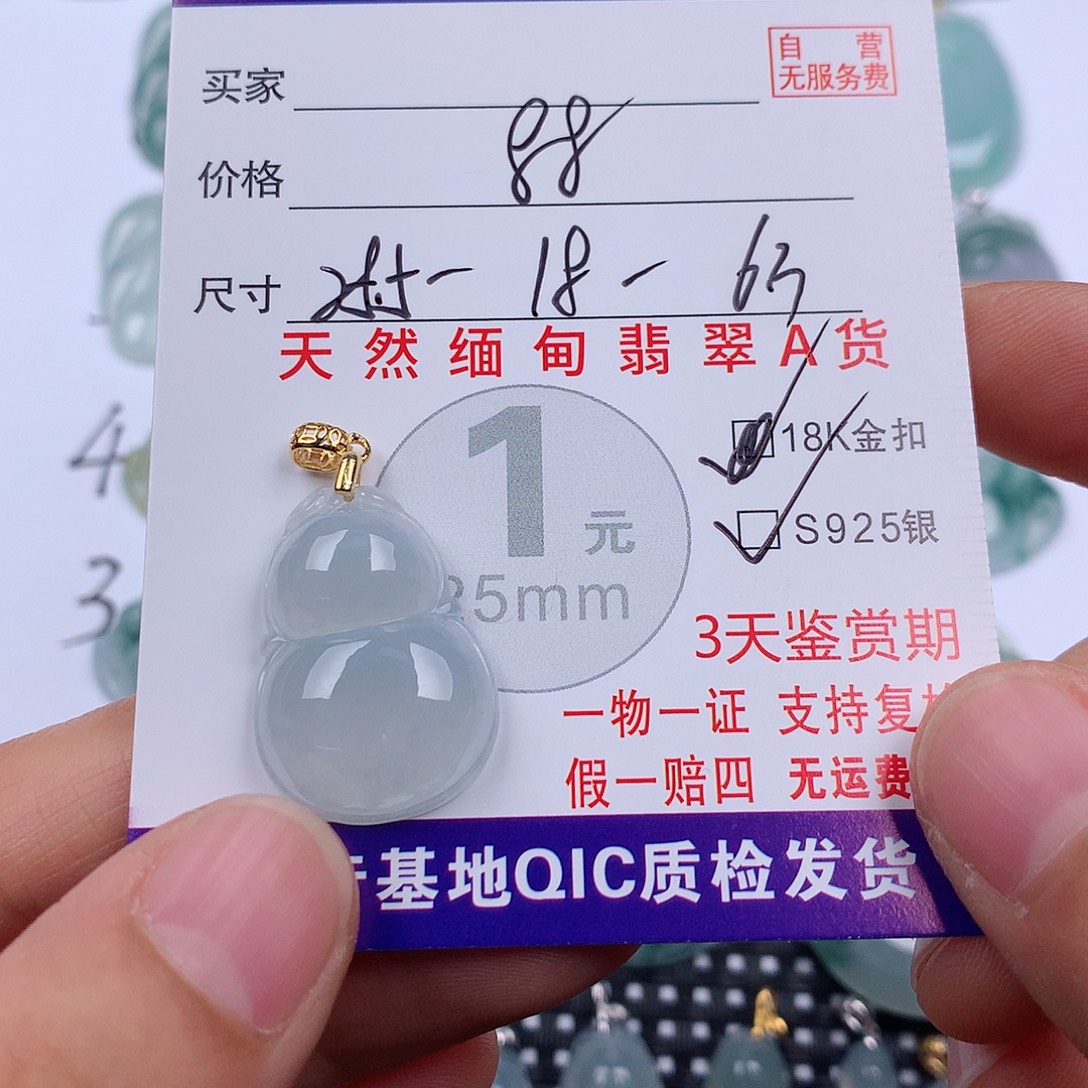 自 营
无服务费
买家
价格 88
尺寸 - 18 -
天然缅甸翡翠A货
1元
25mm
18K金扣
S925银
3天鉴赏期
一物一证 支持复
假一赔四 无运费
基地QIC质检发货
4
3